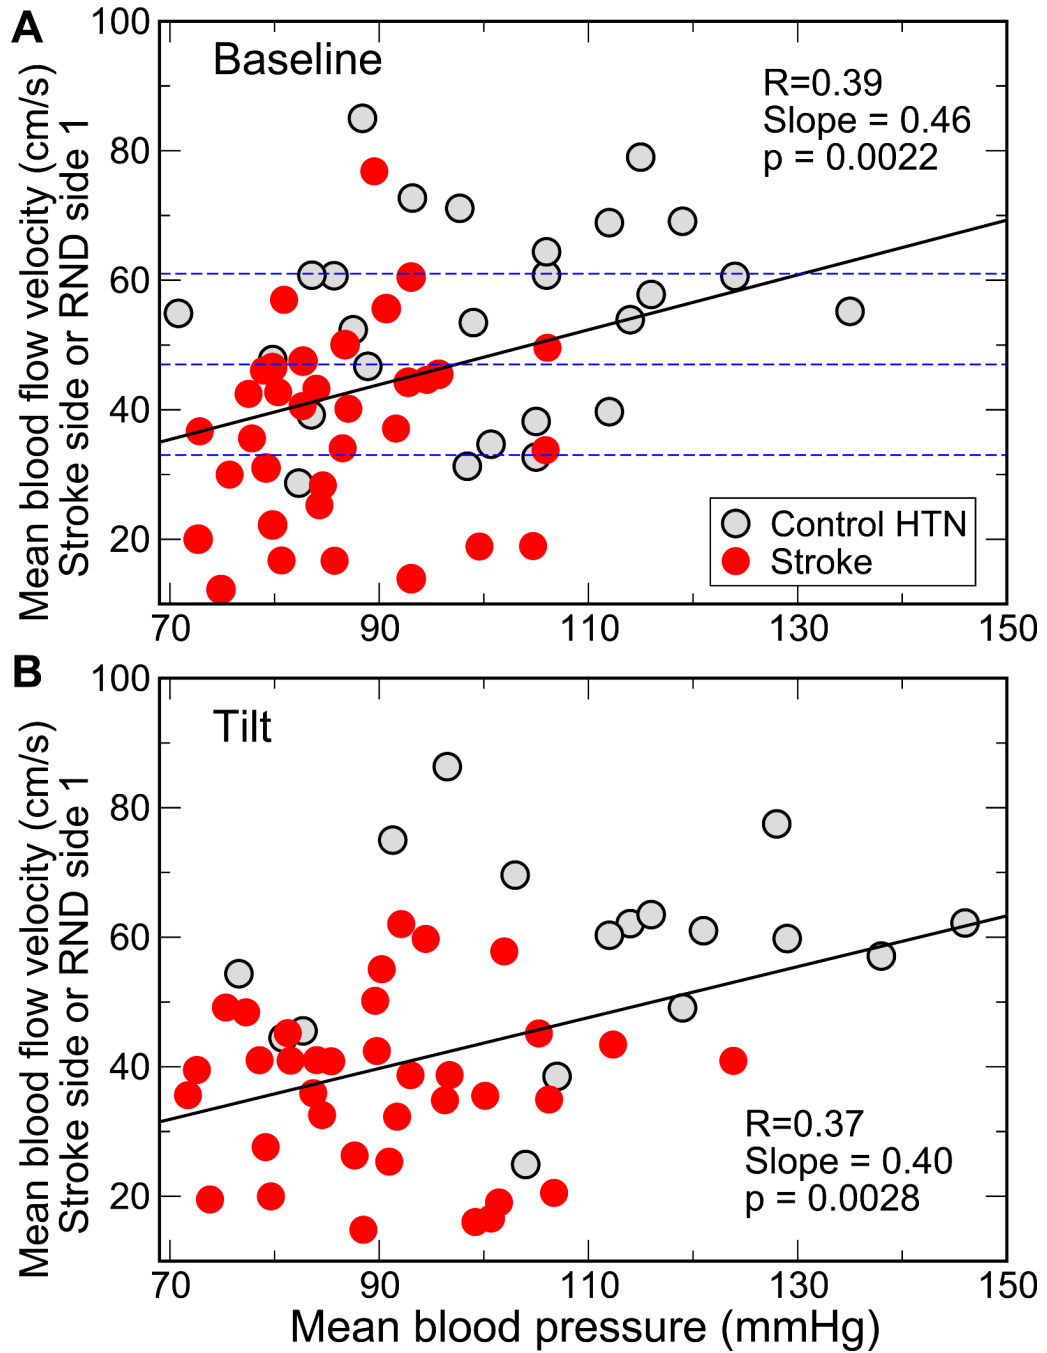 A
Baseline
R=0.39
Slope = 0.46
p = 0.0022
Mean blood flow velocity (cm/s)
Stroke side or RND side 1
100
80
60
40
20
Control HTN
Stroke
70 90 110 130 150
B
Tilt
Mean blood flow velocity (cm/s)
Stroke side or RND side 1
100
80
60
40
20
R=0.37
Slope = 0.40
p = 0.0028
70 90 110 130 150
Mean blood pressure (mmHg)